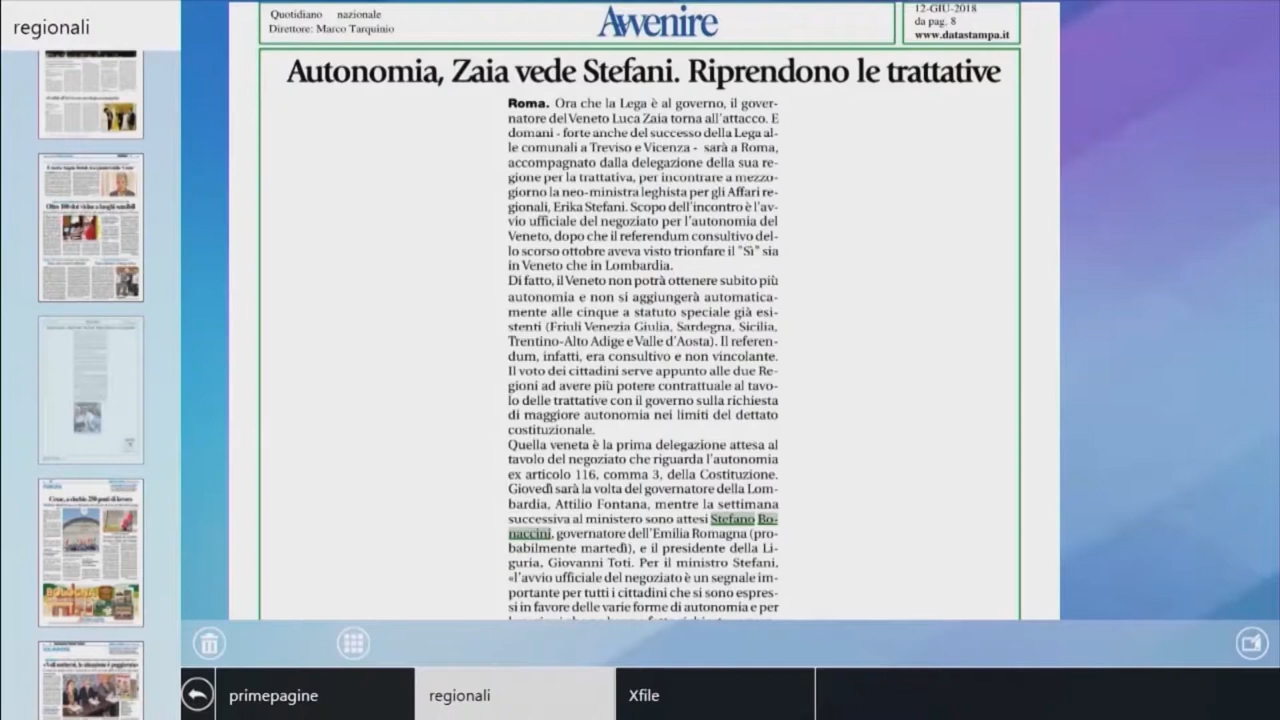 regionali
Quotidiano nazionale
Direttore: Marco Tarquinio
Avvenire
12-GIU-2018
da pag. 8
www.datastampa.it
Autonomia, Zaia vede Stefani. Riprendono le trattative
Roma. Ora che la Lega è al governo, il gover-
natore del Veneto Luca Zaia torna all'attacco. E
domani - forte anche del successo della Lega al-
le comunali a Treviso e Vicenza - sarà a Roma,
accompagnato dalla delegazione della sua re-
gione per la trattativa, per incontrare a mezzo-
giorno la neo-ministra leghista per gli Affari re-
gionali, Erika Stefani. Scopo dell'incontro è l'av-
vio ufficiale del negoziato per l'autonomia del
Veneto, dopo che il referendum consultivo del-
lo scorso ottobre aveva visto trionfare il "Sì" sia
in Veneto che in Lombardia.
Di fatto, il Veneto non potrà ottenere subito più
autonomia e non si aggiungerà automatica-
mente alle cinque a statuto speciale già esi-
stenti (Friuli Venezia Giulia, Sardegna, Sicilia,
Trentino-Alto Adige e Valle d'Aosta). Il referen-
dum, infatti, era consultivo e non vincolante.
Il voto dei cittadini serve appunto alle due Re-
gioni ad avere più potere contrattuale al tavo-
lo delle trattative con il governo sulla richiesta
di maggiore autonomia nei limiti del dettato
costituzionale.
Quella veneta è la prima delegazione attesa al
tavolo del negoziato che riguarda l'autonomia
ex articolo 116, comma 3, della Costituzione.
Giovedì sarà la volta del governatore della Lom-
bardia, Attilio Fontana, mentre la settimana
successiva al ministero sono attesi Stefano Bo-
naccini, governatore dell'Emilia Romagna (pro-
babilmente martedì), e il presidente della Li-
guria, Giovanni Toti. Per il ministro Stefani,
«l'avvio ufficiale del negoziato è un segnale im-
portante per tutti i cittadini che si sono espres-
si in favore delle varie forme di autonomia e per
primepagine
regionali
Xfile